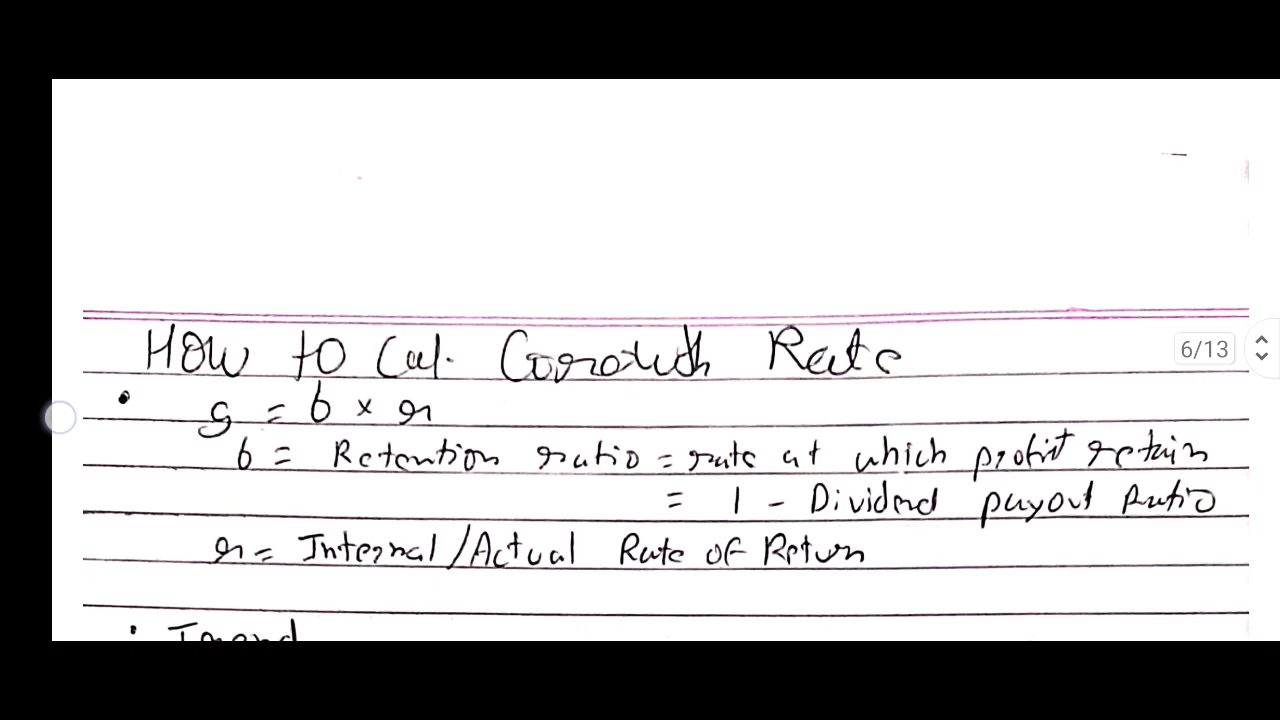 How to Cal. Growth Rate
6/13
• g = b × r
b = Retention ratio = rate at which profit retain
= 1 - Dividend payout Ratio
r = Internal/Actual Rate of Return